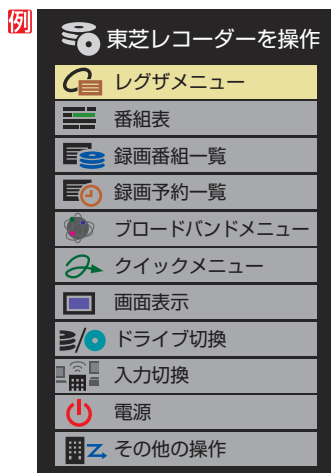 例
東芝レコーダーを操作
レグザメニュー
番組表
録画番組一覧
録画予約一覧
ブロードバンドメニュー
クイックメニュー
画面表示
ドライブ切換
入力切換
電源
その他の操作